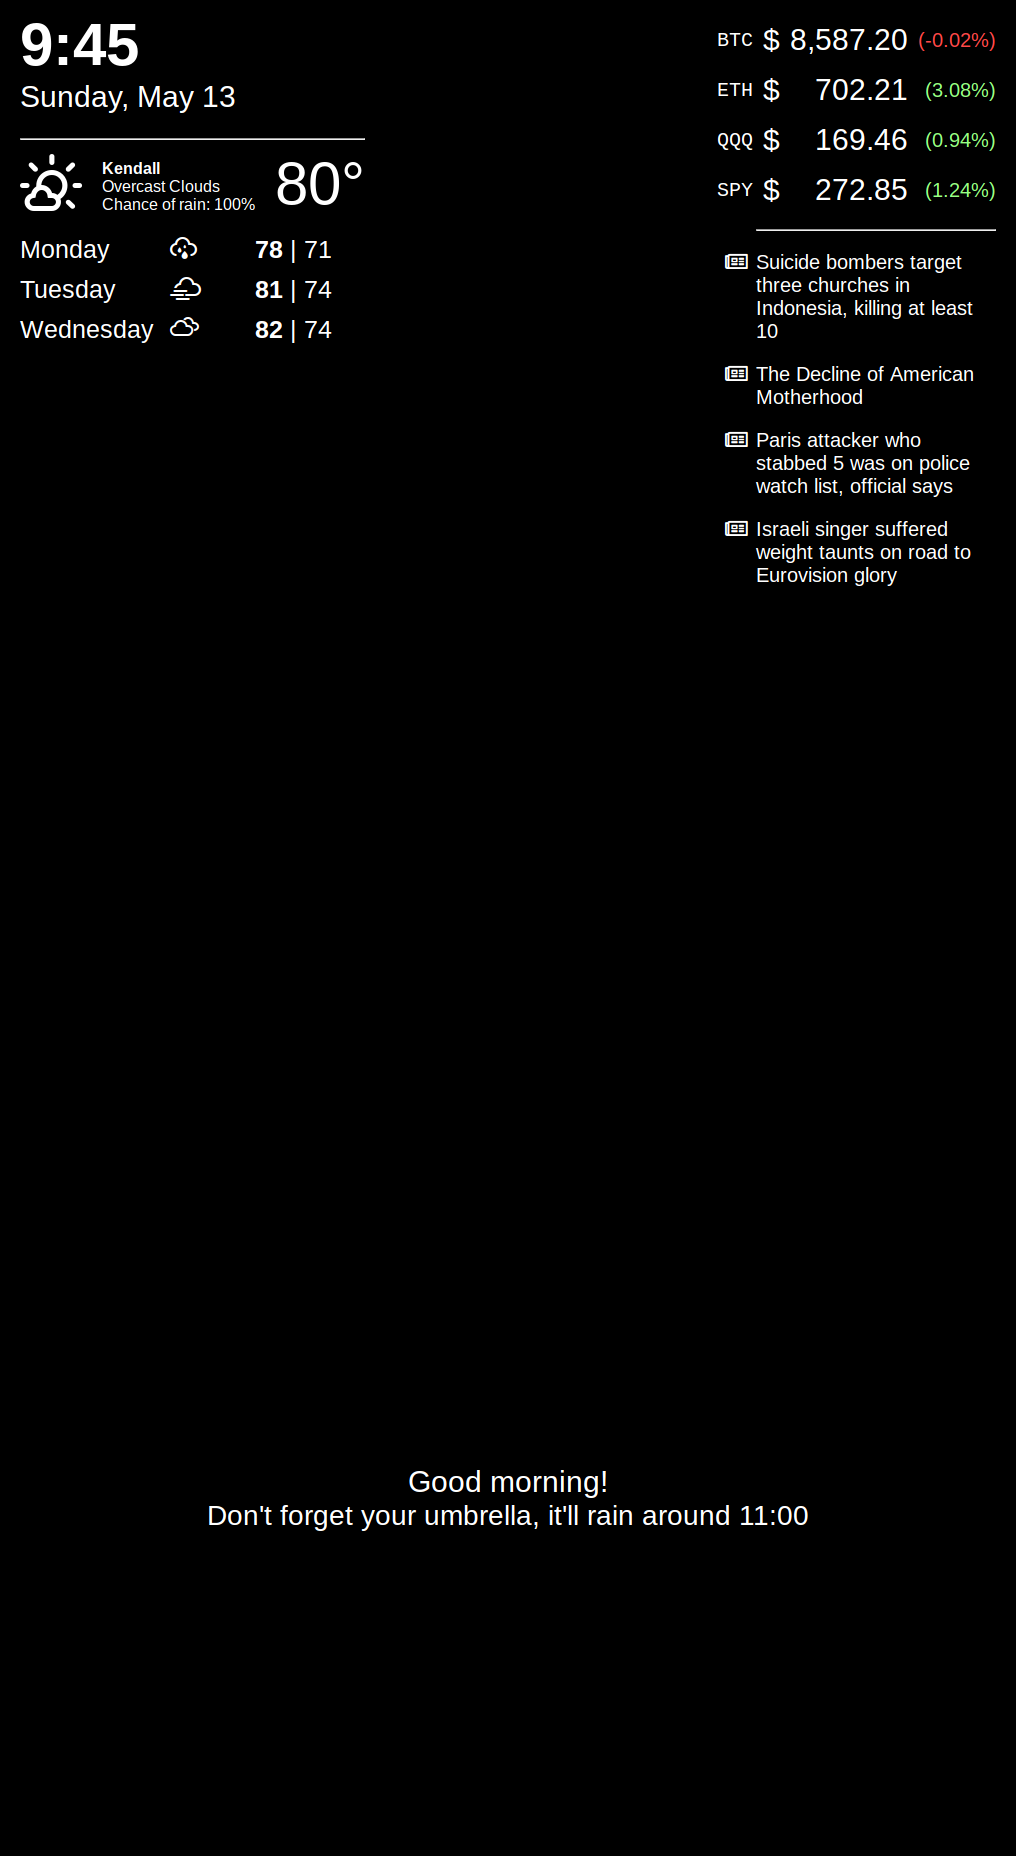 9:45
Sunday, May 13
Kendall
Overcast Clouds
Chance of rain: 100%
80°
Monday 78 | 71
Tuesday 81 | 74
Wednesday 82 | 74
BTC $ 8,587.20 (-0.02%)
ETH $ 702.21 (3.08%)
QQQ $ 169.46 (0.94%)
SPY $ 272.85 (1.24%)
Suicide bombers target
three churches in
Indonesia, killing at least
10
The Decline of American
Motherhood
Paris attacker who
stabbed 5 was on police
watch list, official says
Israeli singer suffered
weight taunts on road to
Eurovision glory
Good morning!
Don't forget your umbrella, it'll rain around 11:00